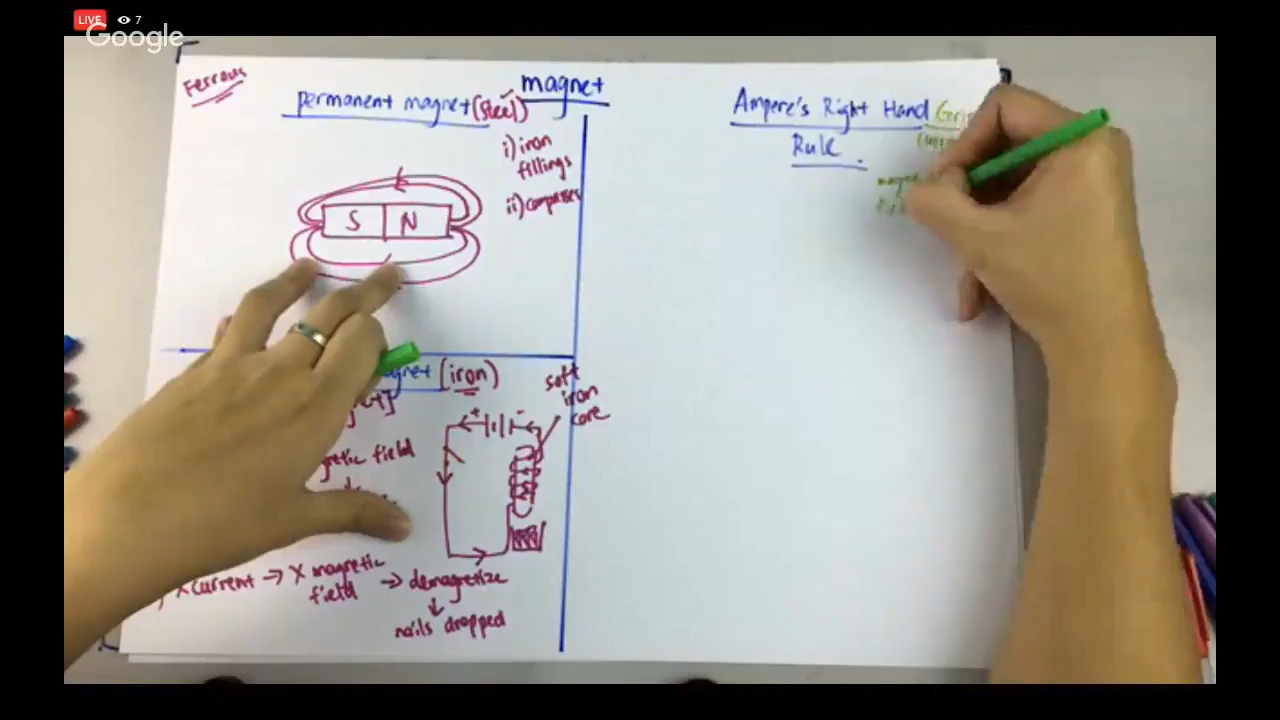 LIVE 7
Google
Ferrous
magnet
permanent magnet (steel)
i) iron
fillings
ii) compasses
S N
Ampere's Right Hand Grip
Rule.
(iron)
soft
iron
core
+ -
field
x current → x magnetic
field → demagnetize
↓
nails dropped